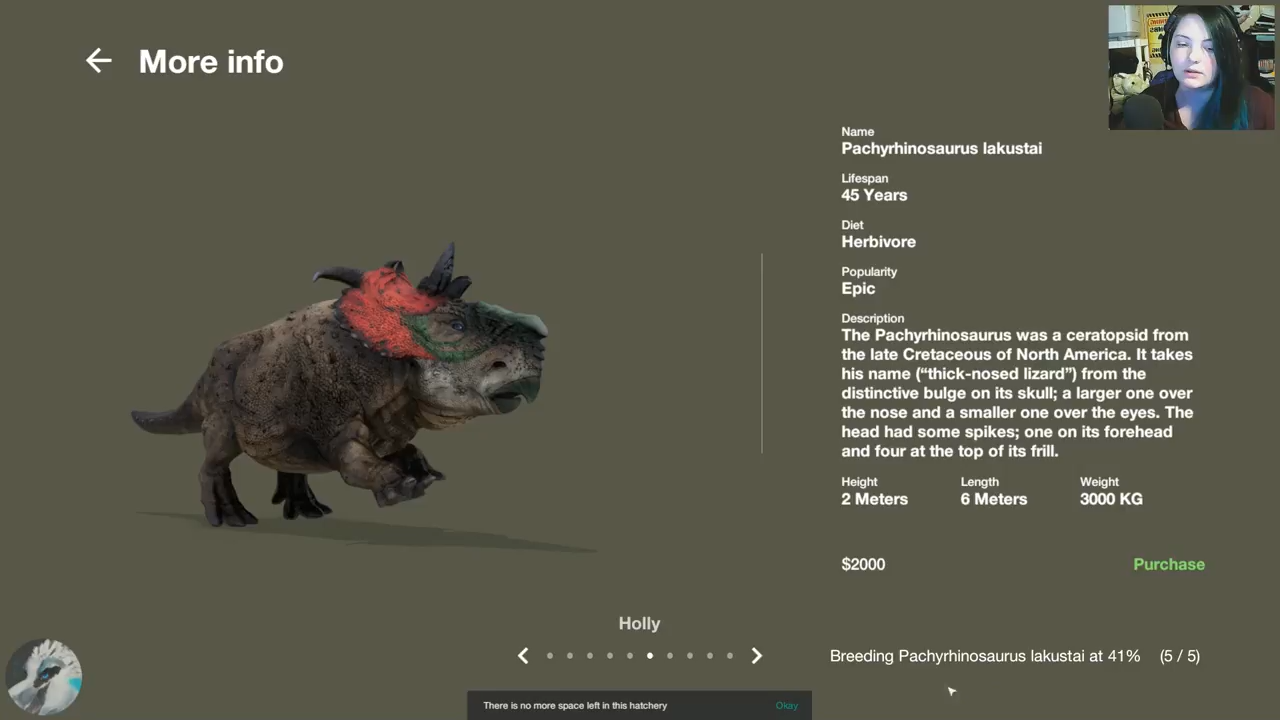 More info
Name
Pachyrhinosaurus lakustai
Lifespan
45 Years
Diet
Herbivore
Popularity
Epic
Description
The Pachyrhinosaurus was a ceratopsid from
the late Cretaceous of North America. It takes
his name (“thick-nosed lizard”) from the
distinctive bulge on its skull; a larger one over
the nose and a smaller one over the eyes. The
head had some spikes; one on its forehead
and four at the top of its frill.
Height Length Weight
2 Meters 6 Meters 3000 KG
$2000 Purchase
Holly
Breeding Pachyrhinosaurus lakustai at 41% (5 / 5)
There is no more space left in this hatchery Okay